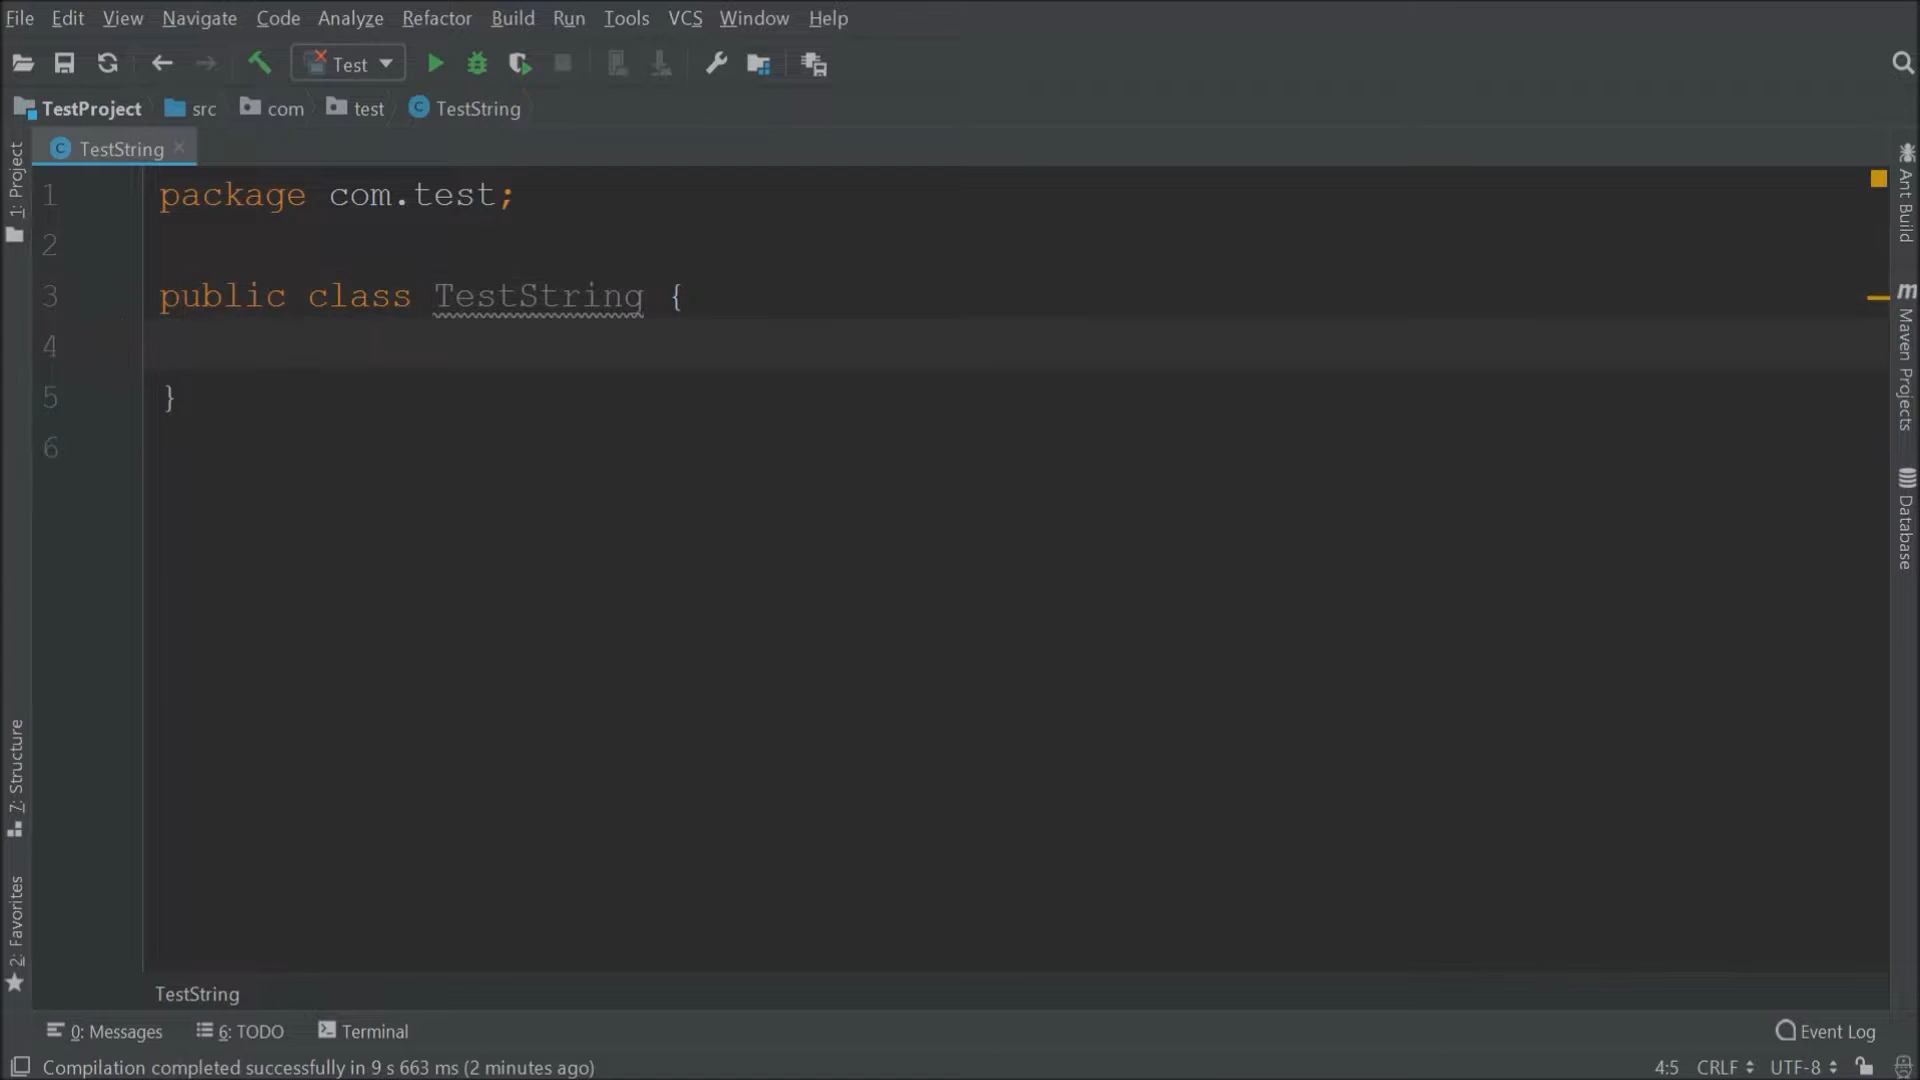 File Edit View Navigate Code Analyze Refactor Build Run Tools VCS Window Help
Test
TestProject src com test TestString
TestString
1: Project
7: Structure
2: Favorites
1 package com.test;
2
3 public class TestString {
4
5 }
6
Ant Build
m Maven Projects
Database
TestString
0: Messages 6: TODO Terminal Event Log
Compilation completed successfully in 9 s 663 ms (2 minutes ago) 4:5 CRLF UTF-8